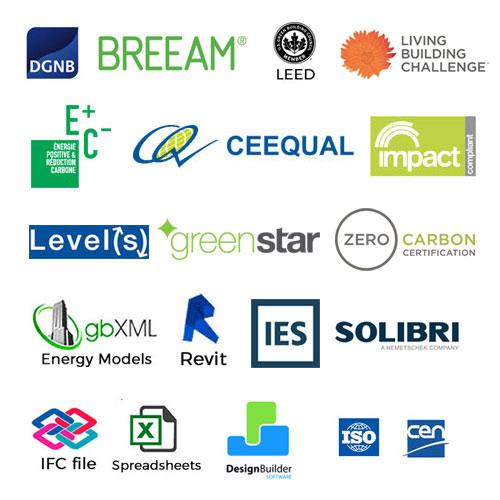 DGNB
BREEAM®
LEED
LIVING
BUILDING
CHALLENGE
E+
C-
ÉNERGIE
POSITIVE &
RÉDUCTION
CARBONE
CEEQUAL
impact
compliant
Level(s)
greenstar
ZERO CARBON
CERTIFICATION
gbXML
Energy Models
Revit
IES
SOLIBRI
A NEMETSCHEK COMPANY
IFC file
X
Spreadsheets
DesignBuilder
SOFTWARE
ISO
cen